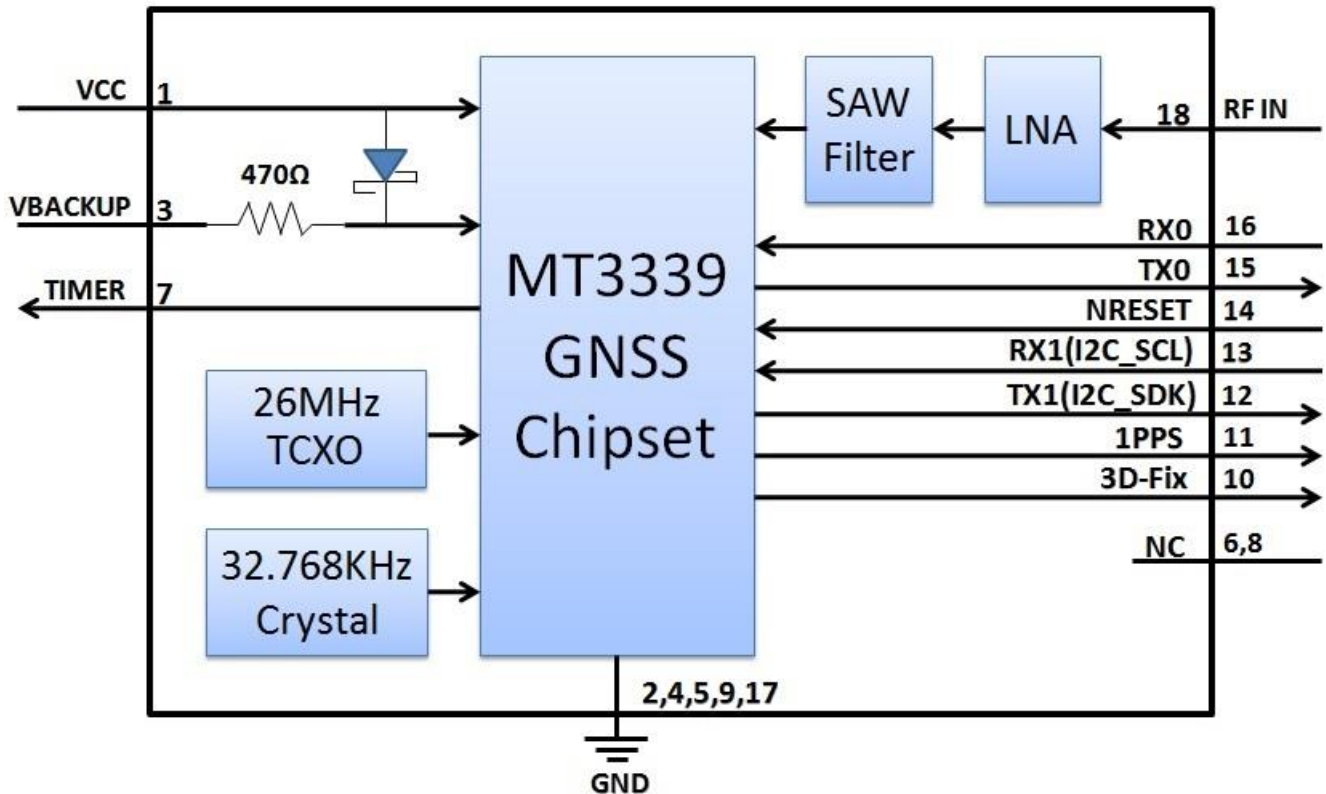 VCC
1
470Ω
VBACKUP
3
TIMER
7
26MHz
TCXO
32.768KHz
Crystal
MT3339
GNSS
Chipset
SAW
Filter
LNA
18
RF IN
RX0
16
TX0
15
NRESET
14
RX1(I2C_SCL)
13
TX1(I2C_SDK)
12
1PPS
11
3D-Fix
10
NC
6,8
2,4,5,9,17
GND